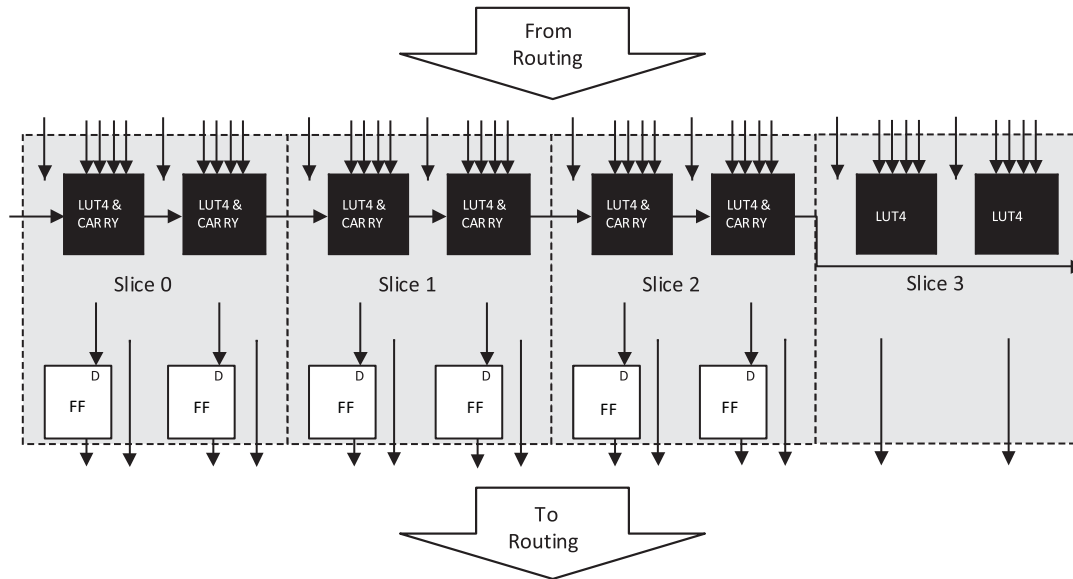 From
Routing
LUT4 &
CARRY
LUT4 &
CARRY
LUT4 &
CARRY
LUT4 &
CARRY
LUT4 &
CARRY
LUT4 &
CARRY
LUT4
LUT4
Slice 0
Slice 1
Slice 2
Slice 3
D
FF
D
FF
D
FF
D
FF
D
FF
D
FF
To
Routing